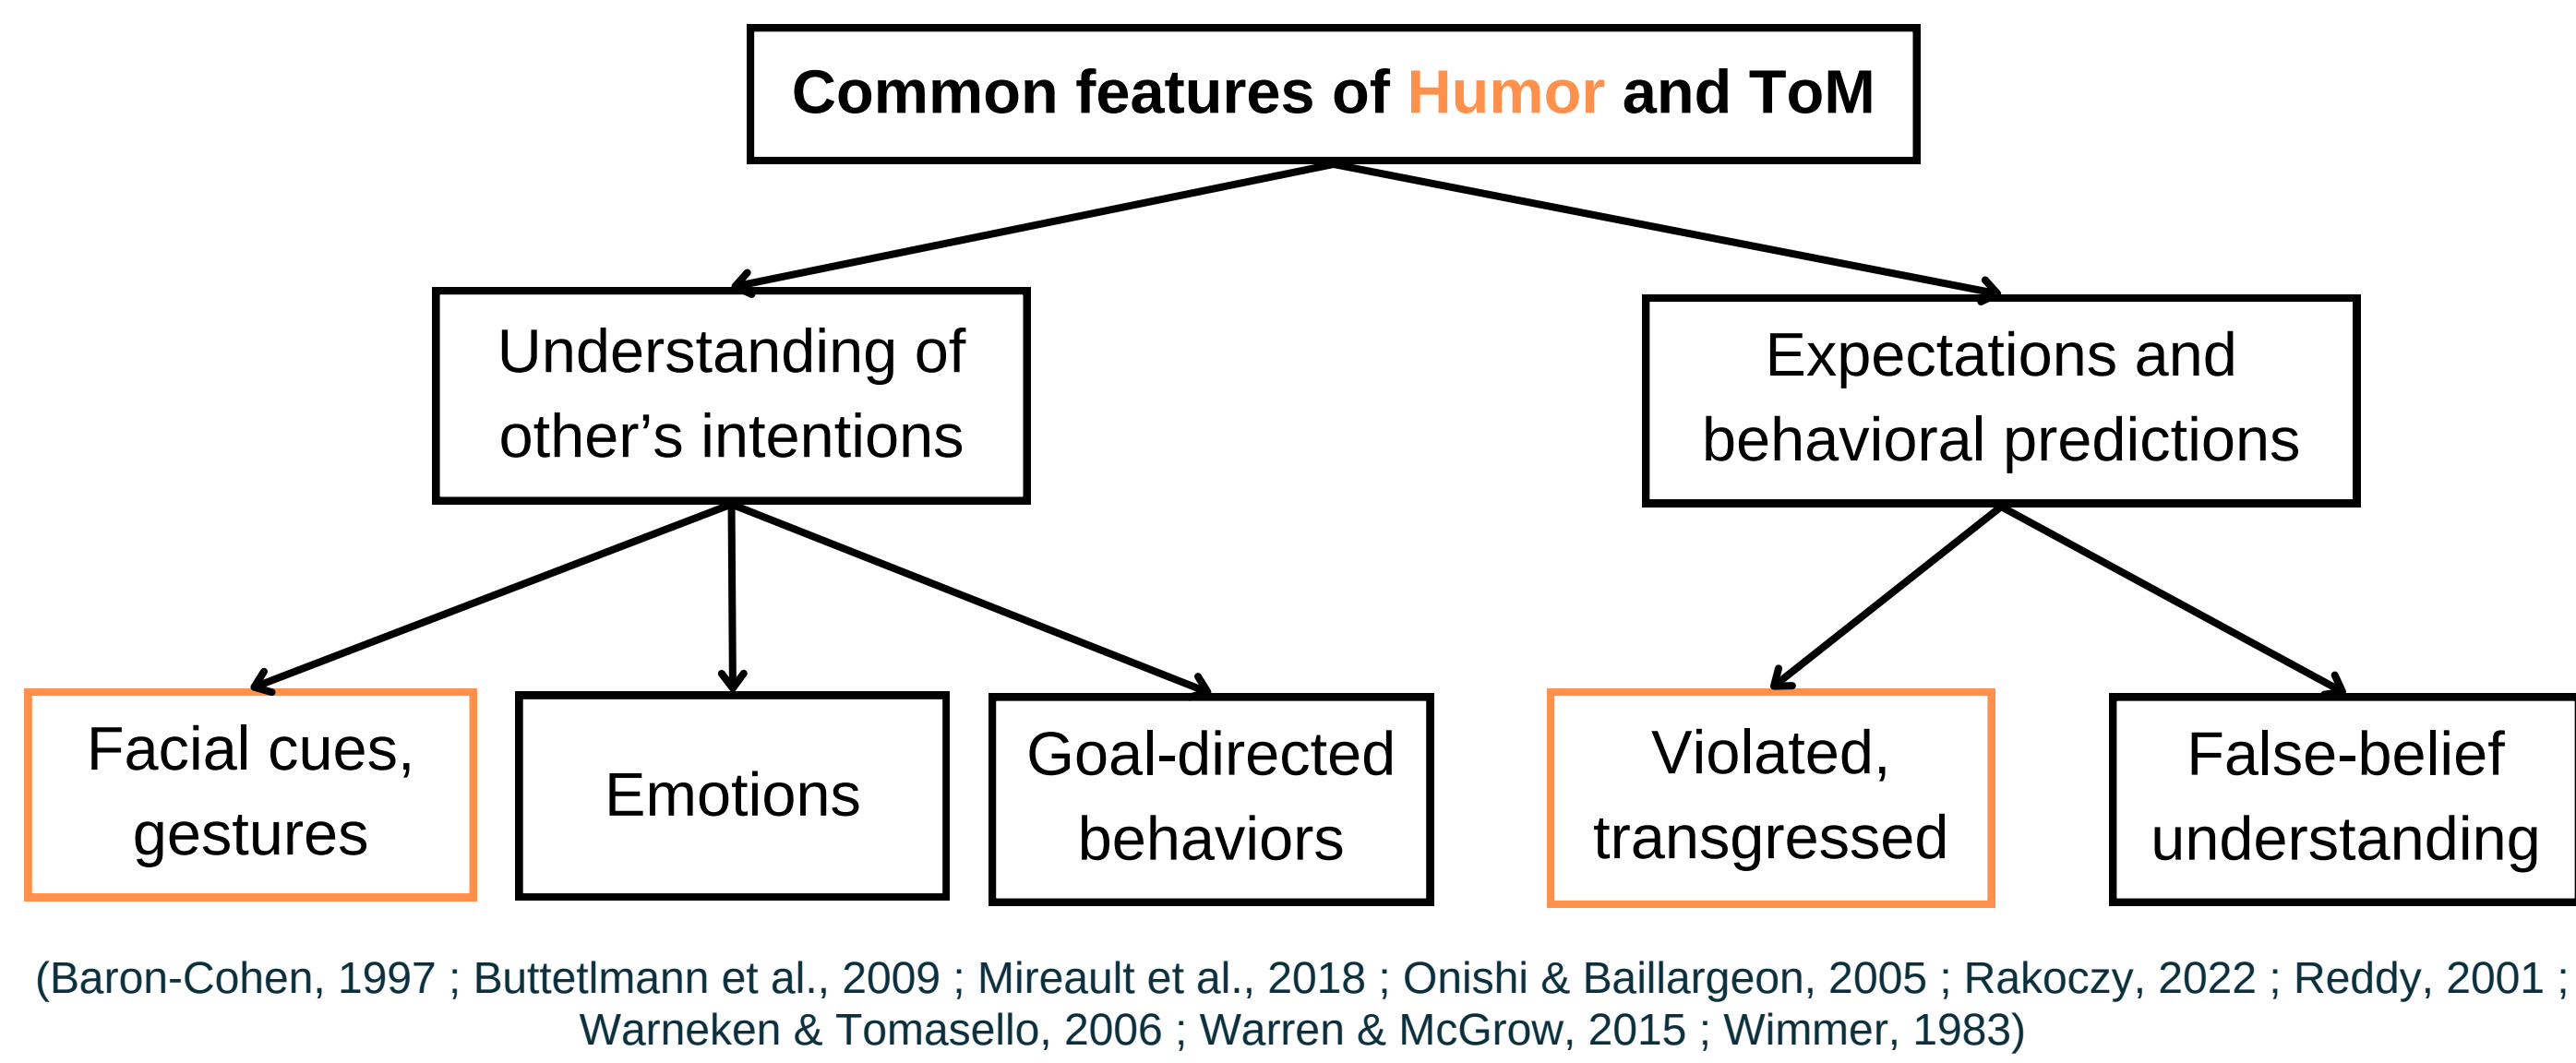 Common features of Humor and ToM
Understanding of
other’s intentions
Expectations and
behavioral predictions
Facial cues,
gestures
Emotions
Goal-directed
behaviors
Violated,
transgressed
False-belief
understanding
(Baron-Cohen, 1997 ; Buttetlmann et al., 2009 ; Mireault et al., 2018 ; Onishi & Baillargeon, 2005 ; Rakoczy, 2022 ; Reddy, 2001 ;
Warneken & Tomasello, 2006 ; Warren & McGrow, 2015 ; Wimmer, 1983)